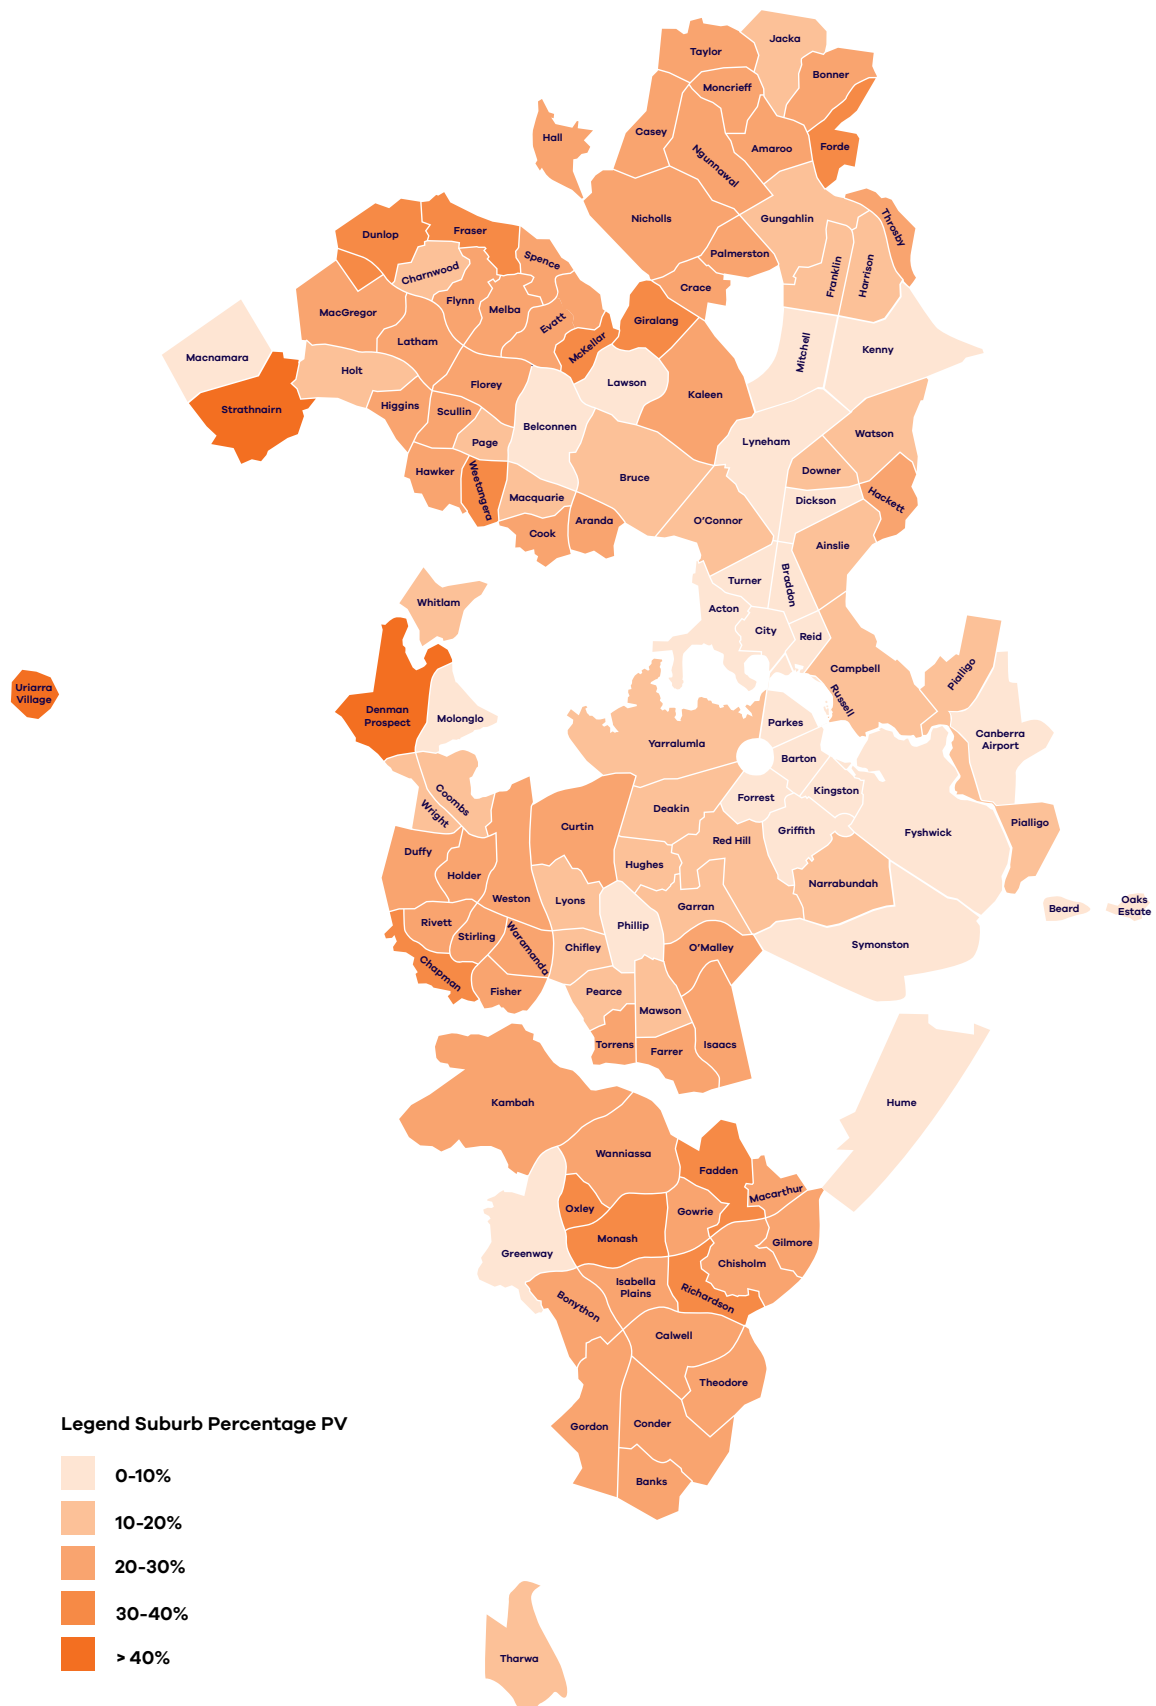 Jacka
Taylor
Bonner
Moncrieff
Hall
Casey
Ngunnawal
Amaroo
Forde
Nicholls
Gungahlin
Throsby
Dunlop
Fraser
Spence
Palmerston
Franklin
Harrison
Charnwood
Crace
MacGregor
Flynn
Melba
Evatt
Giralang
McKellar
Latham
Mitchell
Kenny
Macnamara
Holt
Florey
Lawson
Kaleen
Strathnairn
Higgins
Scullin
Belconnen
Page
Lyneham
Watson
Hawker
Weetangera
Macquarie
Bruce
Downer
Dickson
Hackett
Cook
Aranda
O'Connor
Ainslie
Whitlam
Turner
Braddon
Acton
City
Reid
Campbell
Russell
Pialligo
Uriarra
Village
Denman
Prospect
Molonglo
Yarralumla
Parkes
Barton
Canberra
Airport
Coombs
Wright
Deakin
Forrest
Kingston
Curtin
Red Hill
Griffith
Fyshwick
Pialligo
Duffy
Holder
Hughes
Narrabundah
Weston
Lyons
Garran
Beard
Oaks
Estate
Rivett
Stirling
Waramanda
Chifley
Phillip
O'Malley
Symonston
Chapman
Fisher
Pearce
Mawson
Torrens
Farrer
Isaacs
Kambah
Hume
Wanniassa
Fadden
Macarthur
Oxley
Gowrie
Monash
Gilmore
Greenway
Chisholm
Isabella
Plains
Richardson
Bonython
Calwell
Theodore
Gordon
Conder
Banks
Tharwa
Legend Suburb Percentage PV
0-10%
10-20%
20-30%
30-40%
> 40%